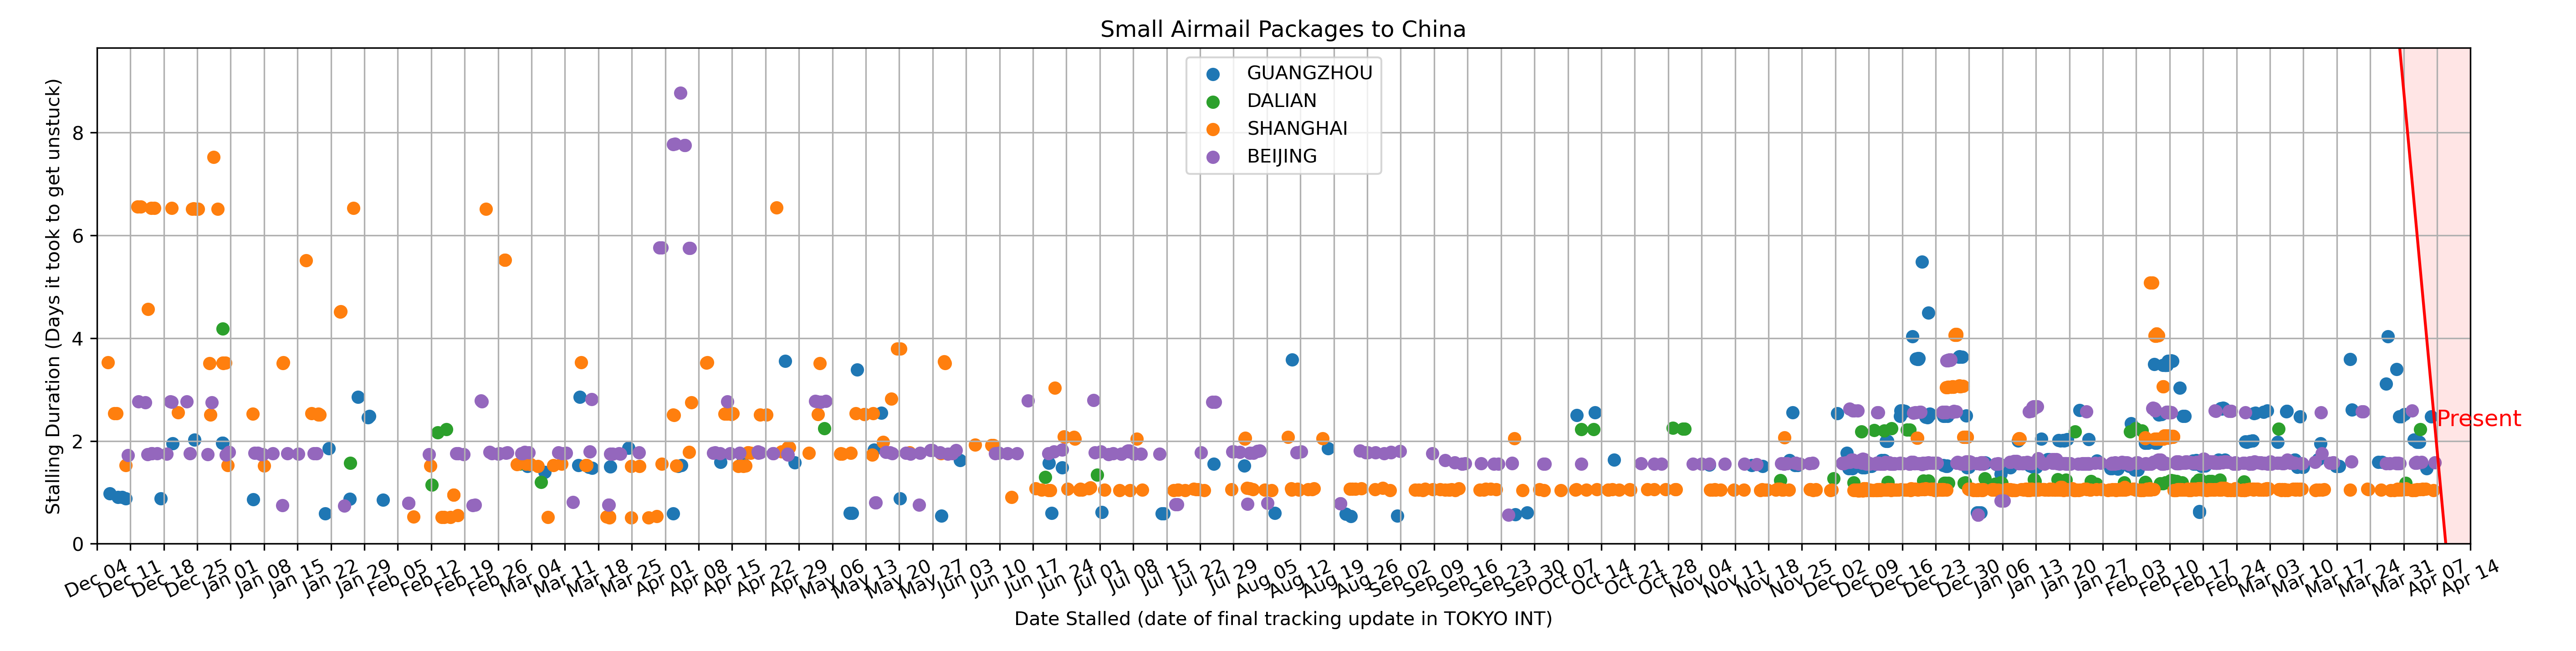 Small Airmail Packages to China
GUANGZHOU
DALIAN
SHANGHAI
BEIJING
Stalling Duration (Days it took to get unstuck)
8
6
4
2
0
Present
Dec 04 Dec 11 Dec 18 Dec 25 Jan 01 Jan 08 Jan 15 Jan 22 Jan 29 Feb 05 Feb 12 Feb 19 Feb 26 Mar 04 Mar 11 Mar 18 Mar 25 Apr 01 Apr 08 Apr 15 Apr 22 Apr 29 May 06 May 13 May 20 May 27 Jun 03 Jun 10 Jun 17 Jun 24 Jul 01 Jul 08 Jul 15 Jul 22 Jul 29 Aug 05 Aug 12 Aug 19 Aug 26 Sep 02 Sep 09 Sep 16 Sep 23 Sep 30 Oct 07 Oct 14 Oct 21 Oct 28 Nov 04 Nov 11 Nov 18 Nov 25 Dec 02 Dec 09 Dec 16 Dec 23 Dec 30 Jan 06 Jan 13 Jan 20 Jan 27 Feb 03 Feb 10 Feb 17 Feb 24 Mar 03 Mar 10 Mar 17 Mar 24 Mar 31 Apr 07 Apr 14
Date Stalled (date of final tracking update in TOKYO INT)